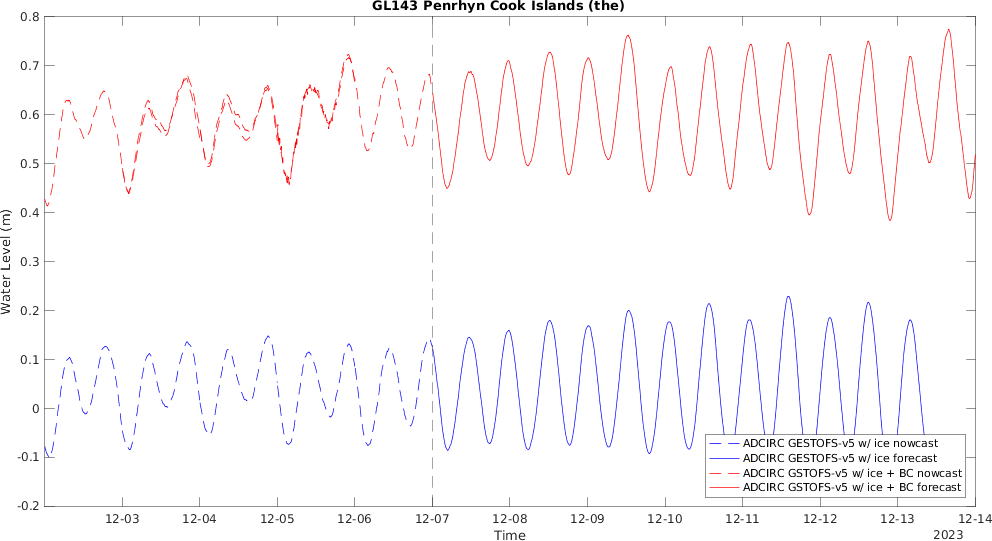 GL143 Penrhyn Cook Islands (the)
0.8
0.7
0.6
0.5
0.4
0.3
0.2
0.1
0
-0.1
-0.2
Water Level (m)
ADCIRC GESTOFS-v5 w/ ice nowcast
ADCIRC GESTOFS-v5 w/ ice forecast
ADCIRC GSTOFS-v5 w/ ice + BC nowcast
ADCIRC GSTOFS-v5 w/ ice + BC forecast
12-03 12-04 12-05 12-06 12-07 12-08 12-09 12-10 12-11 12-12 12-13 12-14
Time
2023